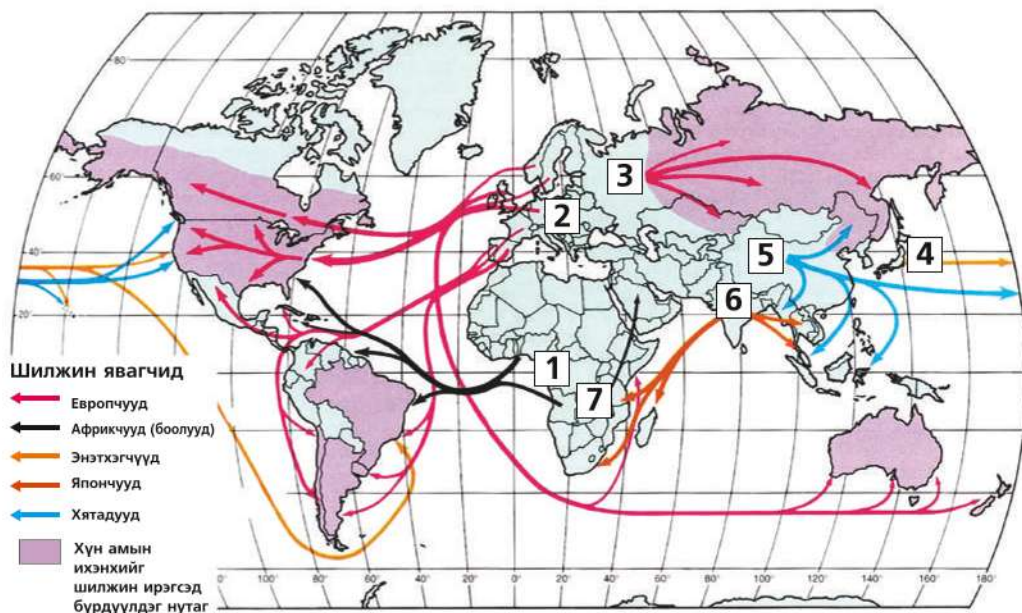 80°
60°
40°
20°
3
2
5
4
6
1
7
Шилжин явагчид
Европчууд
Африкчууд (боолууд)
Энэтхэгчүүд
Япончууд
Хятадууд
Хүн амын
ихэнхийг
шилжин ирэгсэд
бүрдүүлдэг нутаг
100° 80° 60° 40° 20° 0° 20° 40° 60° 80° 100° 120° 140° 160° 180°